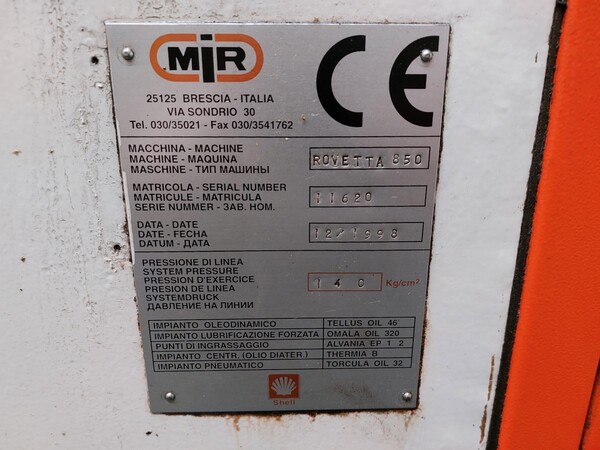 MIR
CE
25125 BRESCIA - ITALIA
VIA SONDRIO 30
Tel. 030/35021 - Fax 030/3541762
MACCHINA - MACHINE
MACHINE - MAQUINA
MASCHINE - ТИП МАШИНЫ
ROVETTA 850
MATRICOLA - SERIAL NUMBER
MATRICULE - MATRICULA
SERIE NUMMER - ЗАВ. НОМ.
11620 -
DATA - DATE
DATE - FECHA
DATUM - ДАТА
12/1998
PRESSIONE DI LINEA
SYSTEM PRESSURE
PRESSION D'EXERCICE
PRESION DE LINEA
SYSTEMDRUCK
ДАВЛЕНИЕ НА ЛИНИИ
140 Kg/cm²
IMPIANTO OLEODINAMICO TELLUS OIL 46
IMPIANTO LUBRIFICAZIONE FORZATA OMALA OIL 320
PUNTI DI INGRASSAGGIO ALVANIA EP 1 2
IMPIANTO CENTR. (OLIO DIATER.) THERMIA B
IMPIANTO PNEUMATICO TORCULA OIL 32
Shell